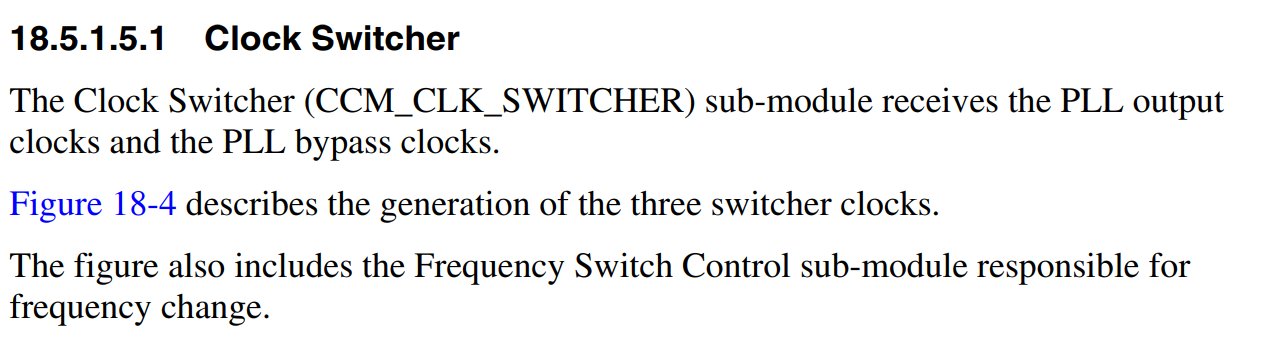 18.5.1.5.1 Clock Switcher
The Clock Switcher (CCM_CLK_SWITCHER) sub-module receives the PLL output
clocks and the PLL bypass clocks.
Figure 18-4 describes the generation of the three switcher clocks.
The figure also includes the Frequency Switch Control sub-module responsible for
frequency change.